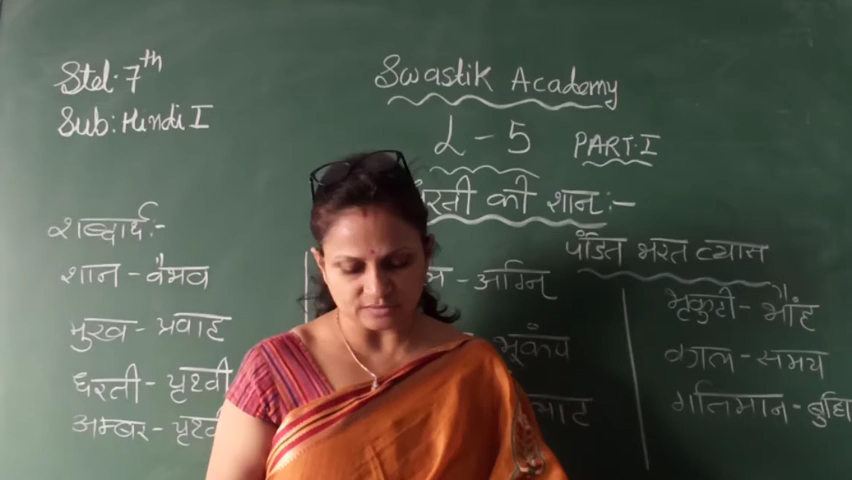 Std. 7th
Sub: Hindi I
Swastik Academy
L - 5 PART. I
धरती की शान :-
पंडित भरत व्यास
शब्दार्थ :-
शान - वैभव
मुख - प्रवाह
धरती - पृथ्वी
अम्बर -
- अग्नि
भूकंप
भृकुटी - भौंह
काल - समय
गतिमान -